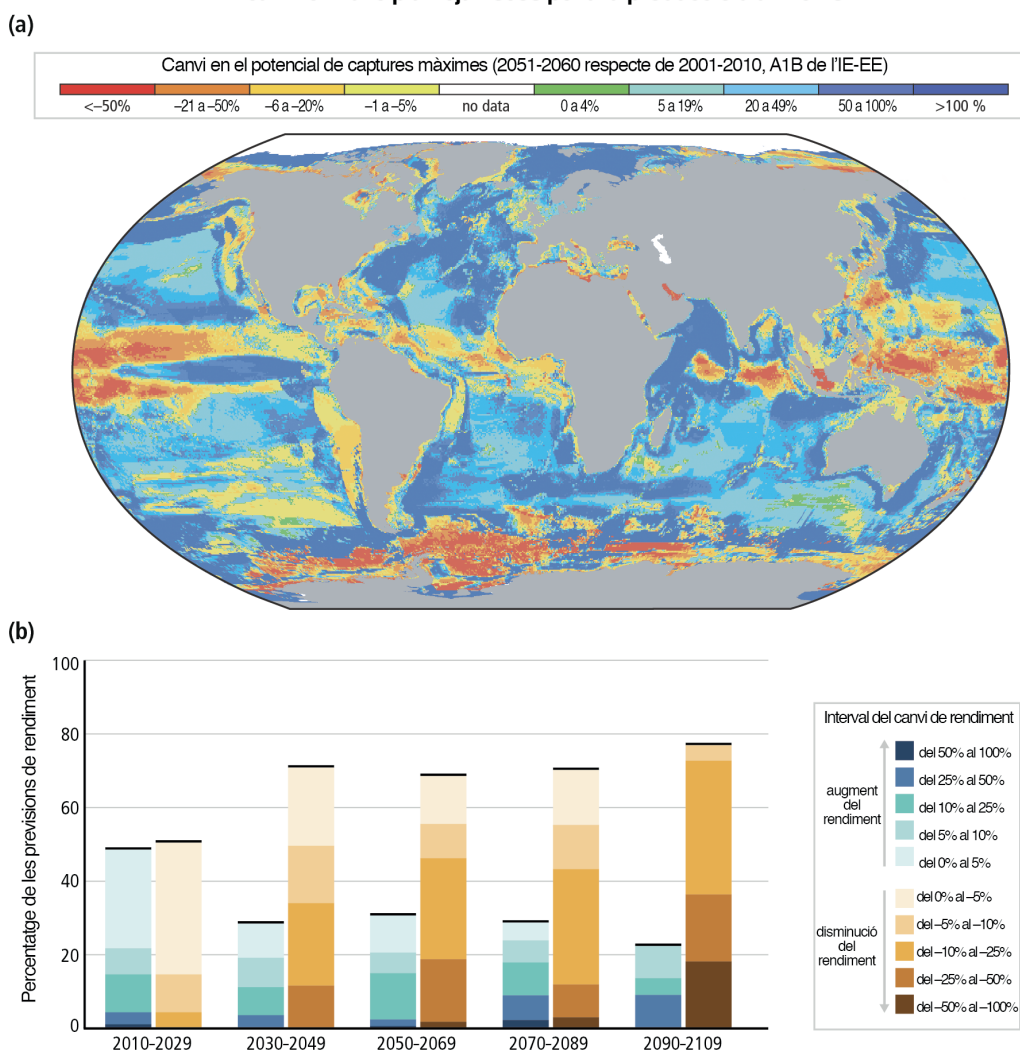 (a)
Canvi en el potencial de captures màximes (2051-2060 respecte de 2001-2010, A1B de l'IE-EE)
<–50% –21 a –50% –6 a –20% –1 a –5% no data 0 a 4% 5 a 19% 20 a 49% 50 a 100% >100 %
(b)
Percentatge de les previsions de rendiment
100
80
60
40
20
0
2010-2029 2030-2049 2050-2069 2070-2089 2090-2109
Interval del canvi de rendiment
augment
del
rendiment
del 50% al 100%
del 25% al 50%
del 10% al 25%
del 5% al 10%
del 0% al 5%
disminució
del
rendiment
del 0% al –5%
del –5% al –10%
del –10% al –25%
del –25% al –50%
del –50% al –100%